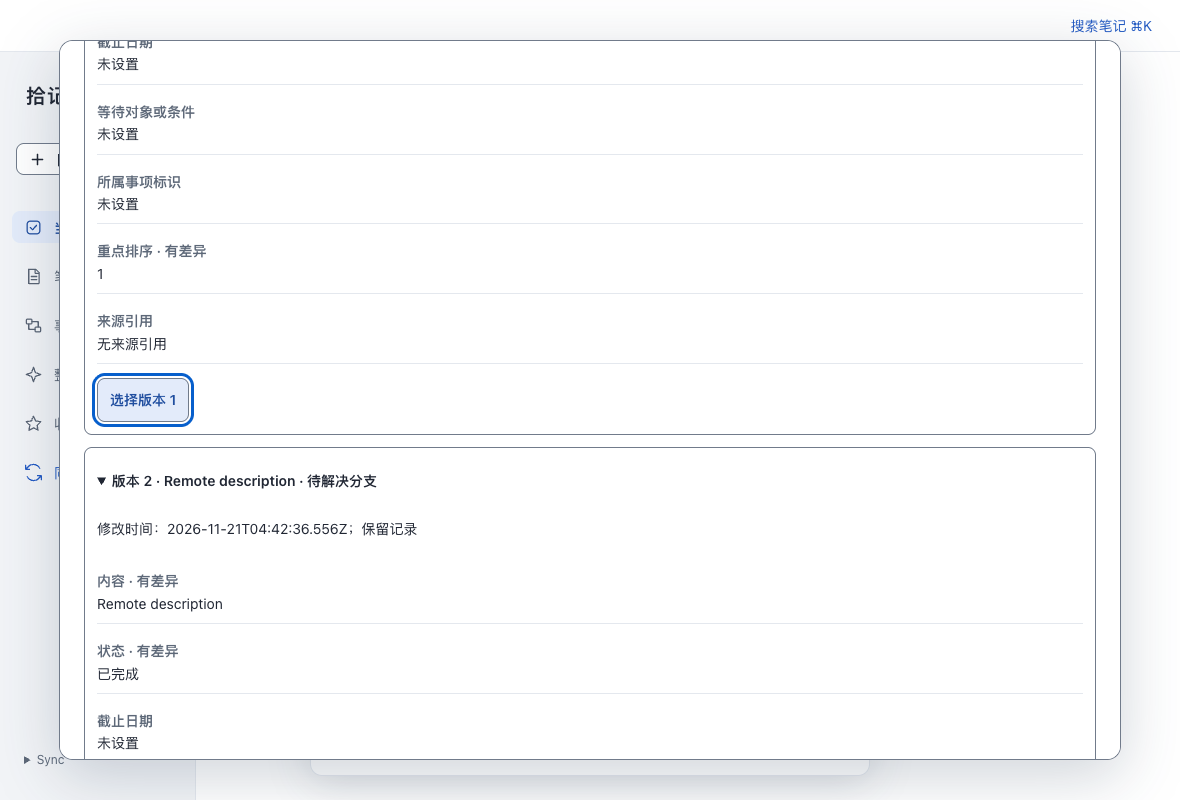 搜索笔记 ⌘K
拾记
截止日期
未设置
等待对象或条件
未设置
所属事项标识
未设置
重点排序 · 有差异
1
来源引用
无来源引用
选择版本 1
▼ 版本 2 · Remote description · 待解决分支
修改时间：2026-11-21T04:42:36.556Z；保留记录
内容 · 有差异
Remote description
状态 · 有差异
已完成
截止日期
未设置
Sync